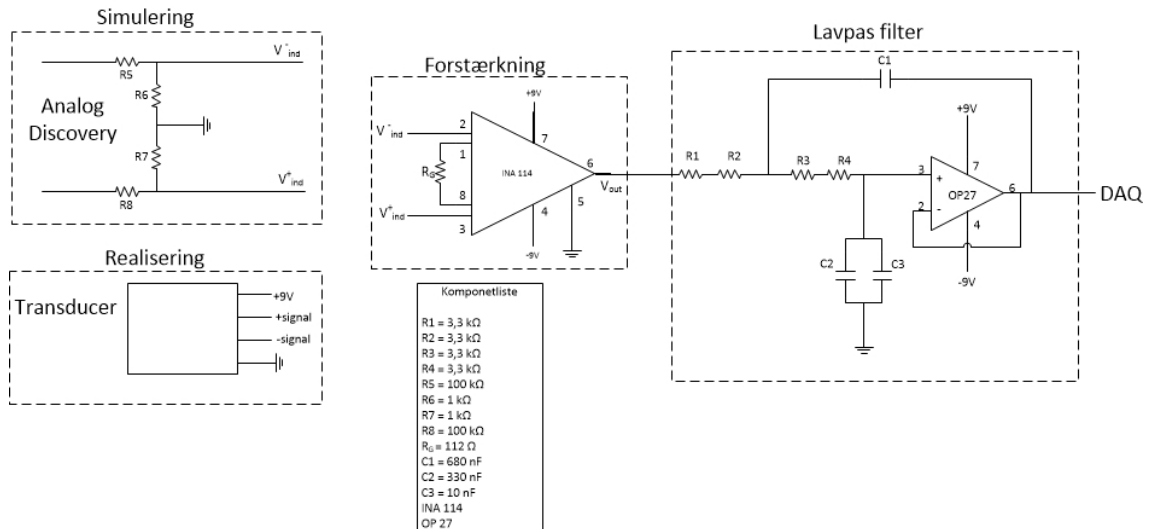 Simulering
V⁻ind
R5
R6
Analog
Discovery
R7
V⁺ind
R8
Realisering
Transducer
+9V
+signal
-signal
Forstærkning
+9V
V⁻ind
2
7
1
RG
INA 114
6
Vout
8
5
V⁺ind
3
4
-9V
Komponetliste
R1 = 3,3 kΩ
R2 = 3,3 kΩ
R3 = 3,3 kΩ
R4 = 3,3 kΩ
R5 = 100 kΩ
R6 = 1 kΩ
R7 = 1 kΩ
R8 = 100 kΩ
RG = 112 Ω
C1 = 680 nF
C2 = 330 nF
C3 = 10 nF
INA 114
OP 27
Lavpas filter
C1
+9V
R1
R2
R3
R4
3
7
+
OP27
6
DAQ
2
-
4
C2
C3
-9V